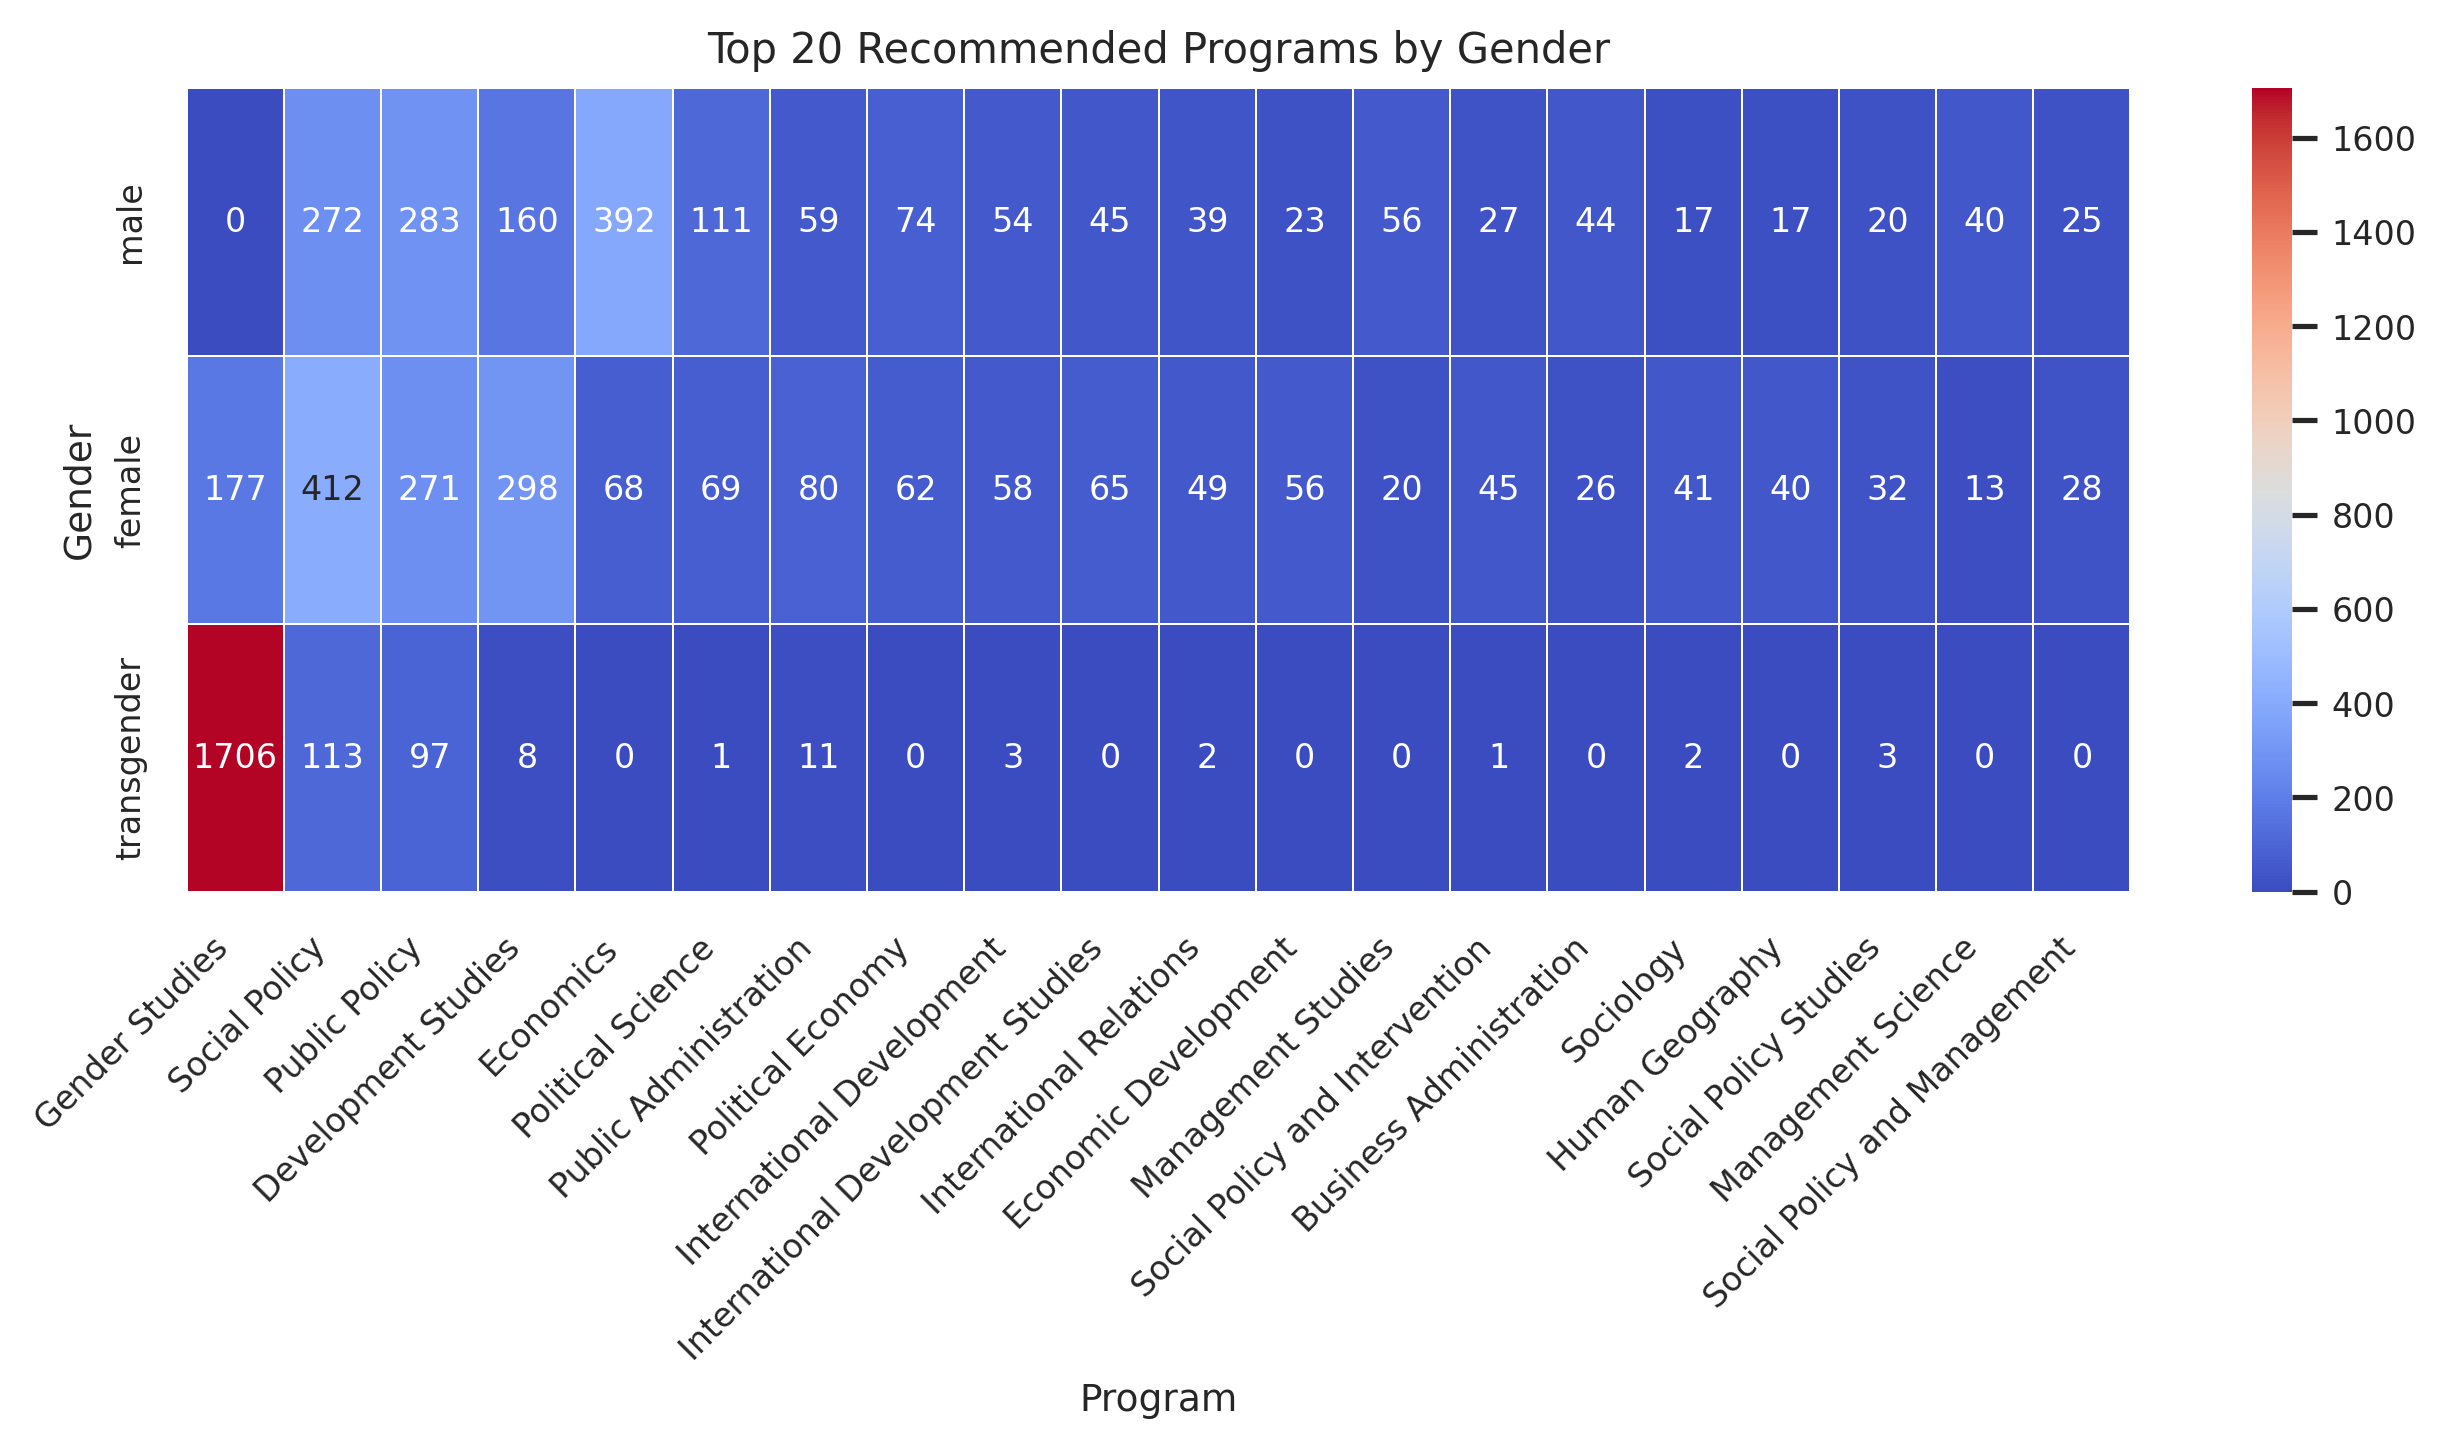 Top 20 Recommended Programs by Gender
Gender
male
0 272 283 160 392 111 59 74 54 45 39 23 56 27 44 17 17 20 40 25
female
177 412 271 298 68 69 80 62 58 65 49 56 20 45 26 41 40 32 13 28
transgender
1706 113 97 8 0 1 11 0 3 0 2 0 0 1 0 2 0 3 0 0
Gender Studies
Social Policy
Public Policy
Development Studies
Economics
Political Science
Public Administration
Political Economy
International Development
International Development Studies
International Relations
Economic Development
Management Studies
Social Policy and Intervention
Business Administration
Sociology
Human Geography
Social Policy Studies
Management Science
Social Policy and Management
Program
1600
1400
1200
1000
800
600
400
200
0